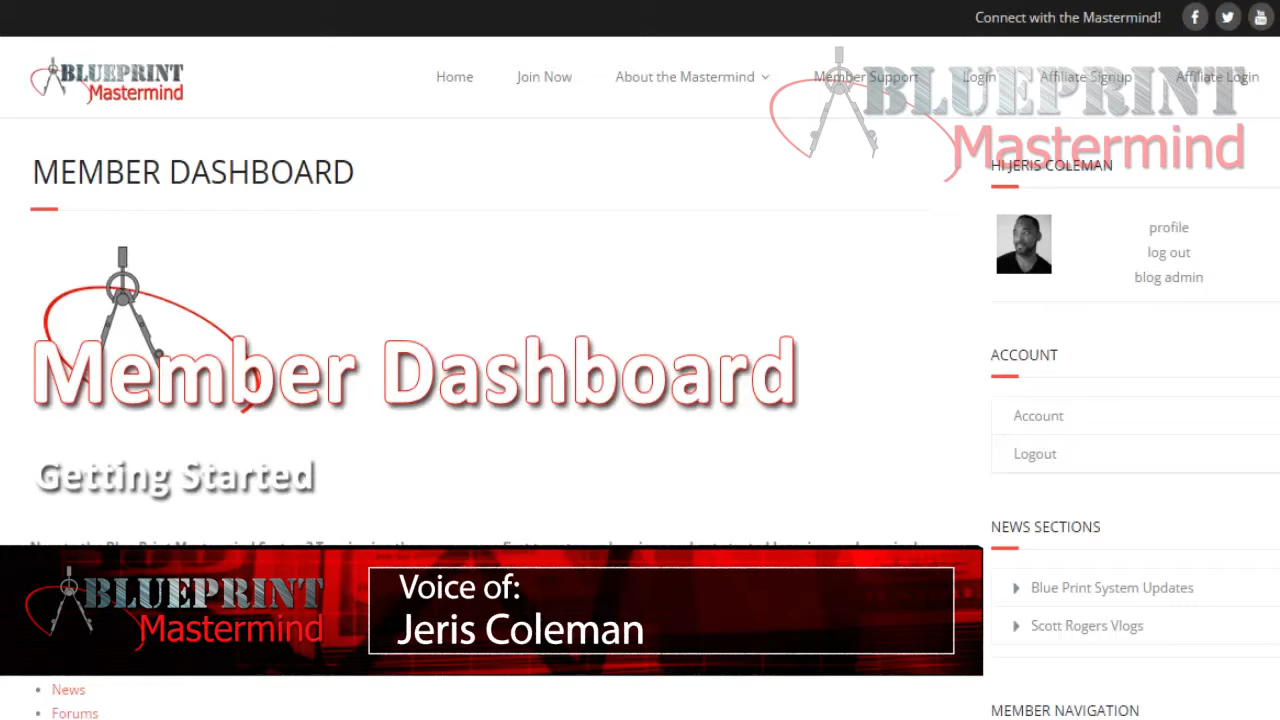 Connect with the Mastermind!
BLUEPRINT
Mastermind
Home
Join Now
About the Mastermind
Member Support
Login
Affiliate Signup
Affiliate Login
BLUEPRINT
Mastermind
MEMBER DASHBOARD
HI JERIS COLEMAN
profile
log out
blog admin
Member Dashboard
ACCOUNT
Account
Logout
Getting Started
NEWS SECTIONS
Blue Print System Updates
Scott Rogers Vlogs
BLUEPRINT
Mastermind
Voice of:
Jeris Coleman
News
Forums
MEMBER NAVIGATION